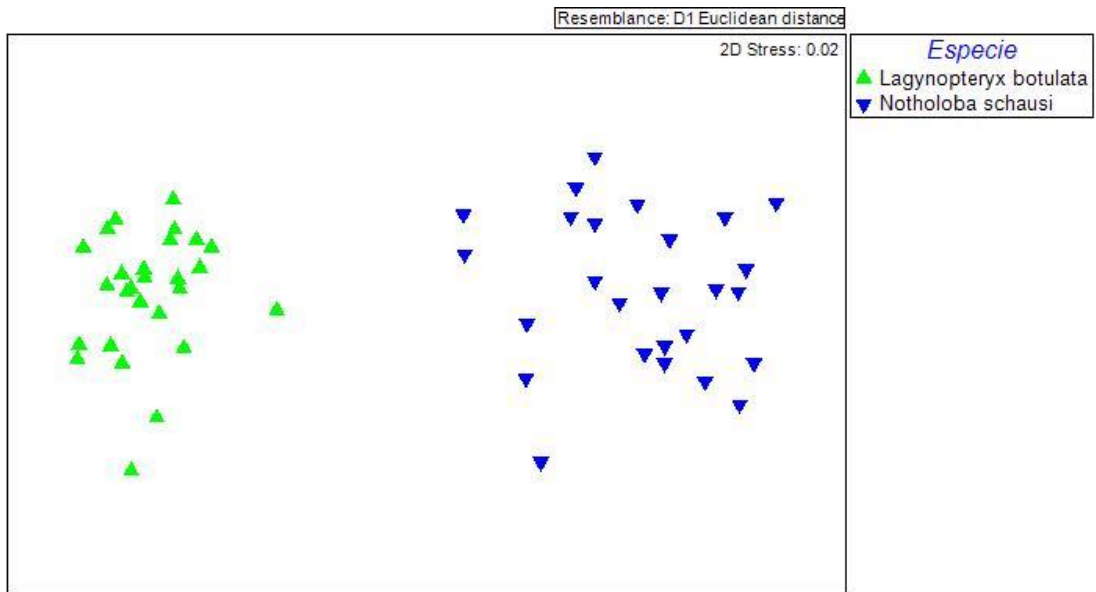 Resemblance: D1 Euclidean distance
2D Stress: 0.02
Especie
Lagynopteryx botulata
Notholoba schausi